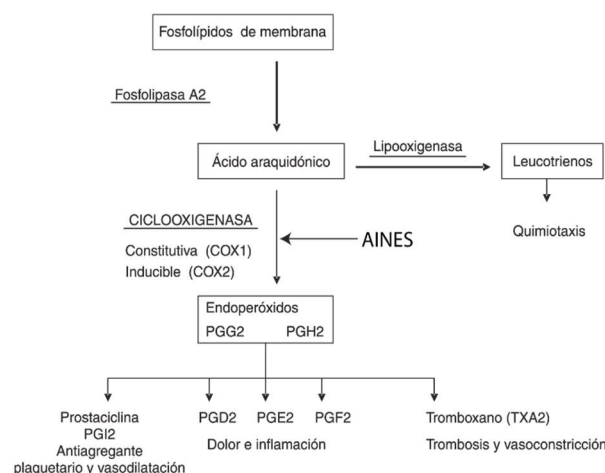 Fosfolípidos de membrana
Fosfolipasa A2
Ácido araquidónico
Lipooxigenasa
Leucotrienos
Quimiotaxis
CICLOOXIGENASA
Constitutiva (COX1)
Inducible (COX2)
AINES
Endoperóxidos
PGG2 PGH2
Prostaciclina
PGI2
Antiagregante
plaquetario y vasodilatación
PGD2 PGE2 PGF2
Dolor e inflamación
Tromboxano (TXA2)
Trombosis y vasoconstricción